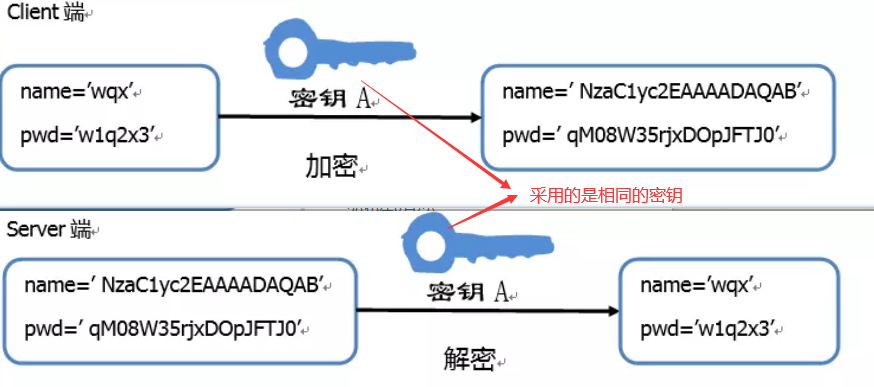 Client 端
name='wqx'
pwd='w1q2x3'
密钥 A
加密
name=' NzaC1yc2EAAAADAQAB'
pwd=' qM08W35rjxDOpJFTJ0'
采用的是相同的密钥
Server 端
name=' NzaC1yc2EAAAADAQAB'
pwd=' qM08W35rjxDOpJFTJ0'
密钥 A
解密
name='wqx'
pwd='w1q2x3'